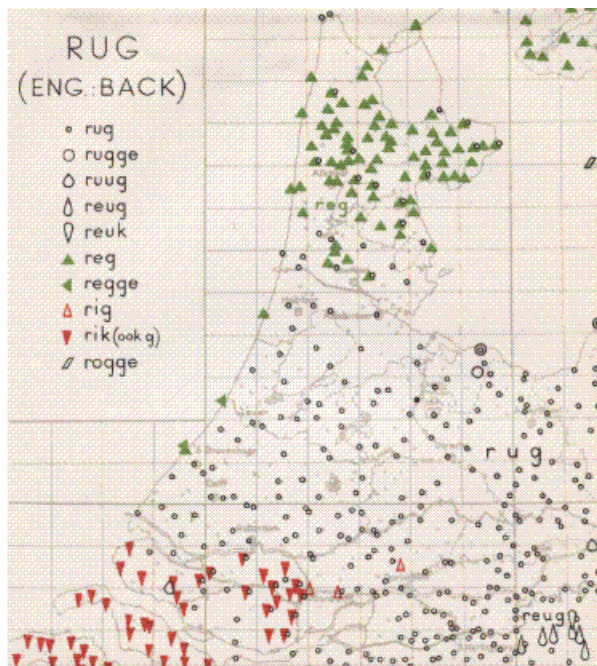 RUG
(ENG.: BACK)
rug
rugge
ruug
reug
reuk
reg
regge
rig
rik(ook g)
rogge
reg
rug
reug